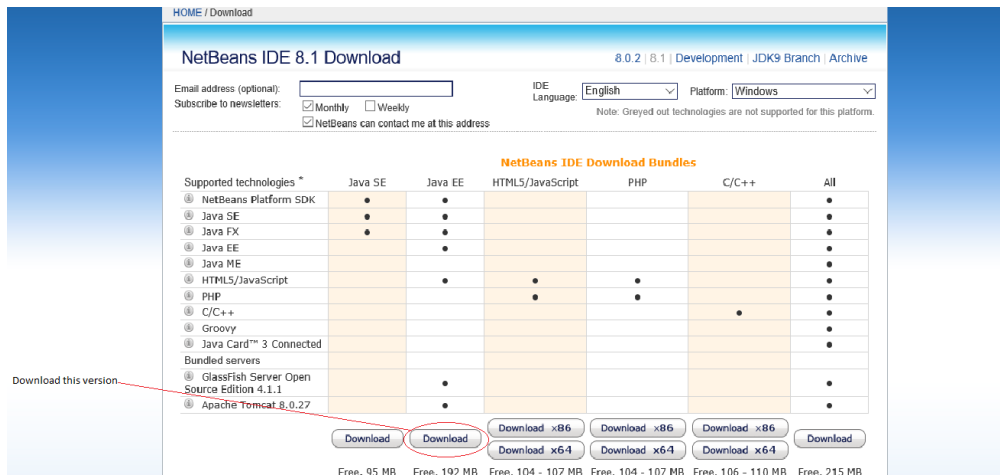 HOME / Download
NetBeans IDE 8.1 Download
8.0.2 | 8.1 | Development | JDK9 Branch | Archive
Email address (optional):
IDE Language: English Platform: Windows
Subscribe to newsletters: Monthly Weekly
Note: Greyed out technologies are not supported for this platform.
NetBeans can contact me at this address
NetBeans IDE Download Bundles
Supported technologies * Java SE Java EE HTML5/JavaScript PHP C/C++ All
NetBeans Platform SDK
Java SE
Java FX
Java EE
Java ME
HTML5/JavaScript
PHP
C/C++
Groovy
Java Card™ 3 Connected
Bundled servers
GlassFish Server Open
Source Edition 4.1.1
Download this version
Apache Tomcat 8.0.27
Download x86 Download x86 Download x86
Download Download Download
Download x64 Download x64 Download x64
Free, 95 MB Free, 192 MB Free, 104 - 107 MB Free, 104 - 107 MB Free, 106 - 110 MB Free, 215 MB